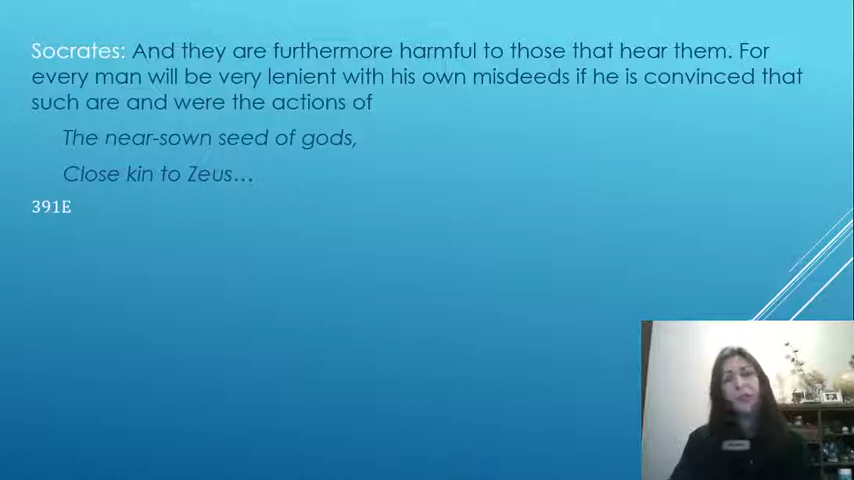 Socrates: And they are furthermore harmful to those that hear them. For
every man will be very lenient with his own misdeeds if he is convinced that
such are and were the actions of
The near-sown seed of gods,
Close kin to Zeus…
391E